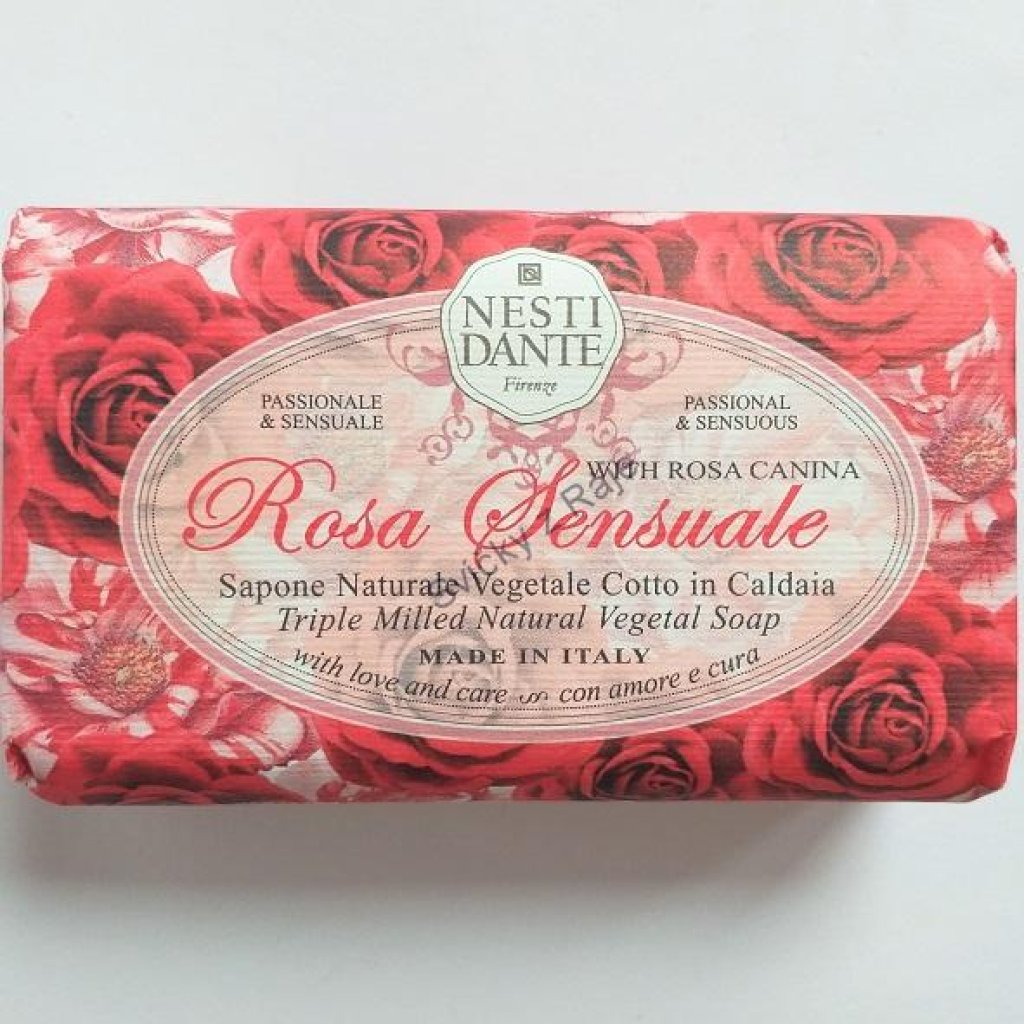 NESTI
DANTE
Firenze
PASSIONALE
& SENSUALE
PASSIONAL
& SENSUOUS
WITH ROSA CANINA
Rosa Sensuale
Sapone Naturale Vegetale Cotto in Caldaia
Triple Milled Natural Vegetal Soap
MADE IN ITALY
with love and care con amore e cura